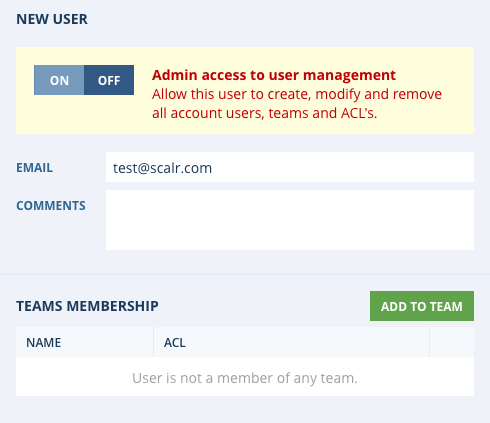 NEW USER
ON OFF
Admin access to user management
Allow this user to create, modify and remove
all account users, teams and ACL's.
EMAIL test@scalr.com
COMMENTS
TEAMS MEMBERSHIP ADD TO TEAM
NAME ACL
User is not a member of any team.